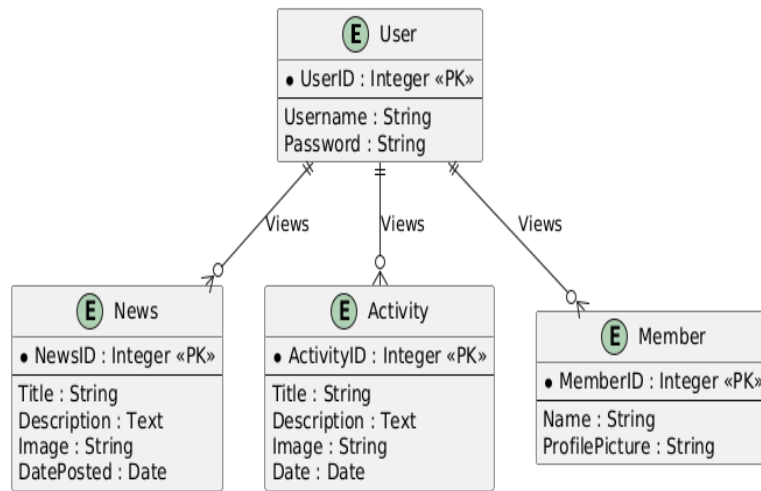 E User
• UserID : Integer «PK»
Username : String
Password : String
Views
Views
Views
E News
• NewsID : Integer «PK»
Title : String
Description : Text
Image : String
DatePosted : Date
E Activity
• ActivityID : Integer «PK»
Title : String
Description : Text
Image : String
Date : Date
E Member
• MemberID : Integer «PK»
Name : String
ProfilePicture : String